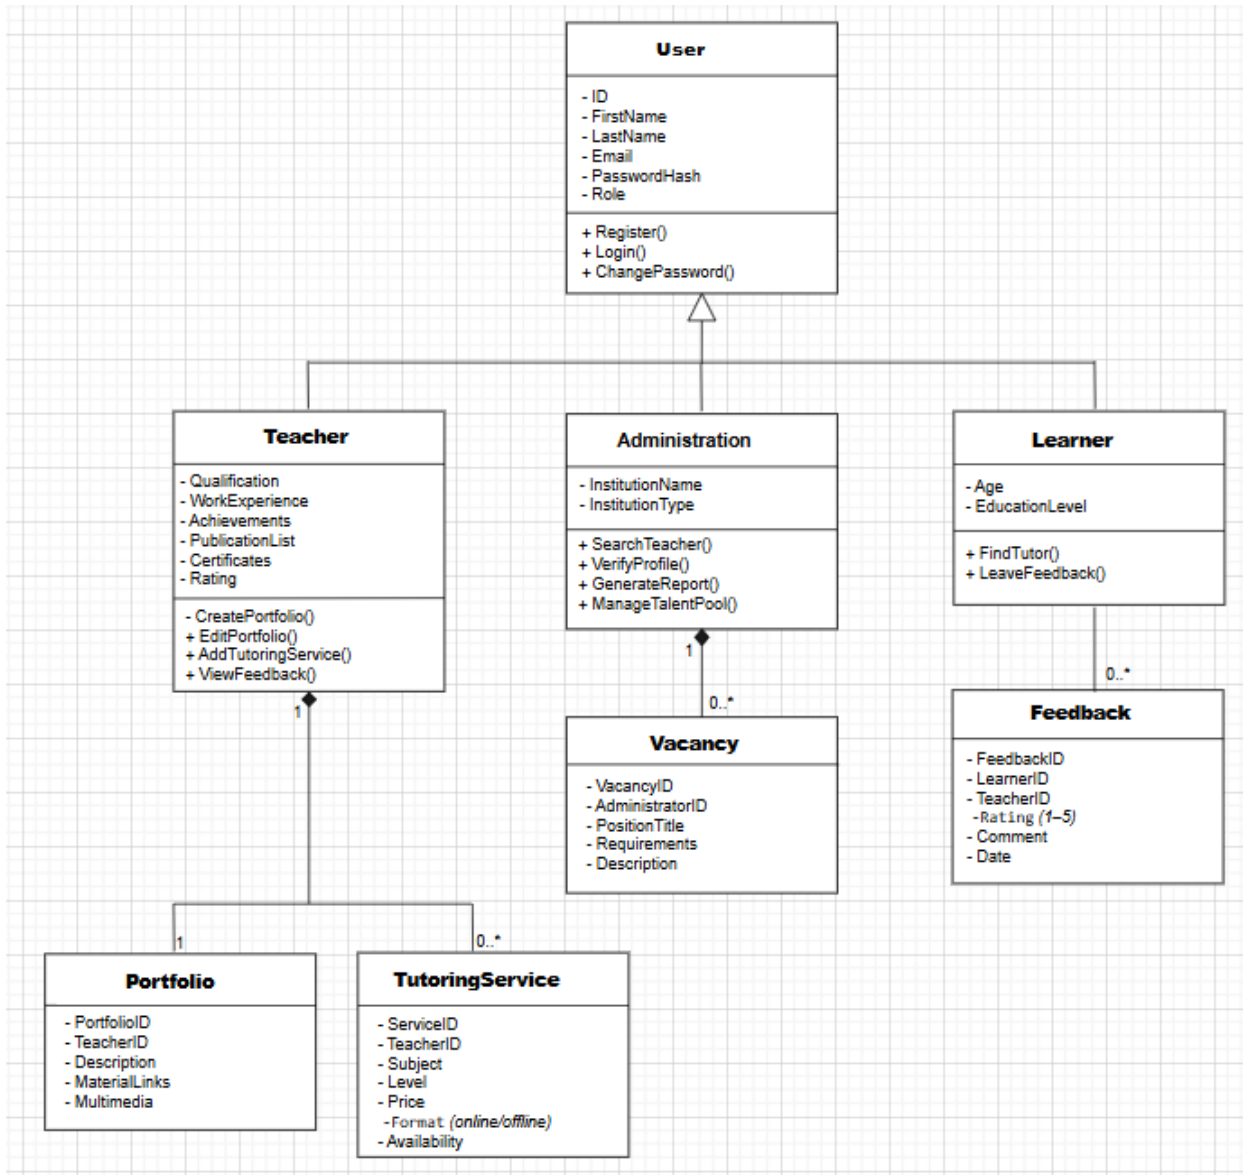 User
- ID
- FirstName
- LastName
- Email
- PasswordHash
- Role
+ Register()
+ Login()
+ ChangePassword()
Teacher
- Qualification
- WorkExperience
- Achievements
- PublicationList
- Certificates
- Rating
- CreatePortfolio()
+ EditPortfolio()
+ AddTutoringService()
+ ViewFeedback()
1
Administration
- InstitutionName
- InstitutionType
+ SearchTeacher()
+ VerifyProfile()
+ GenerateReport()
+ ManageTalentPool()
1
0..*
Learner
- Age
- EducationLevel
+ FindTutor()
+ LeaveFeedback()
0..*
Vacancy
- VacancyID
- AdministratorID
- PositionTitle
- Requirements
- Description
Feedback
- FeedbackID
- LearnerID
- TeacherID
-Rating (1–5)
- Comment
- Date
1
0..*
Portfolio
- PortfolioID
- TeacherID
- Description
- MaterialLinks
- Multimedia
TutoringService
- ServiceID
- TeacherID
- Subject
- Level
- Price
-Format (online/offline)
- Availability